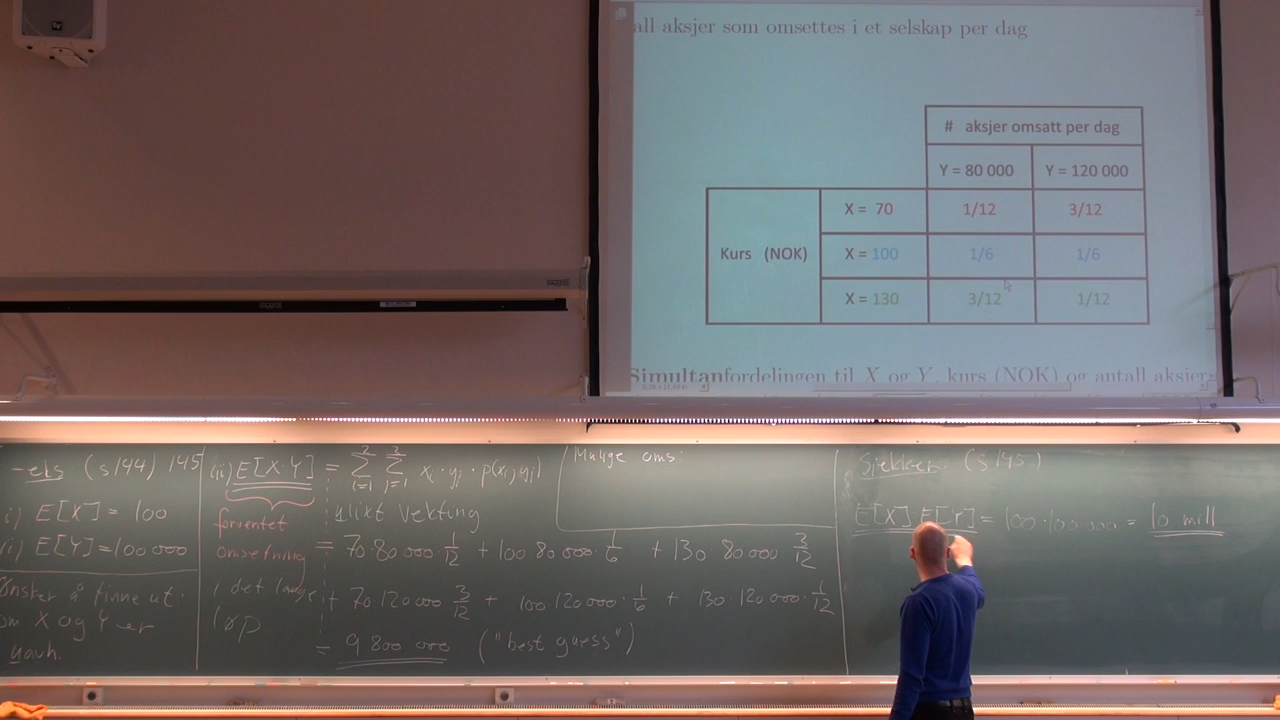 all aksjer som omsettes i et selskap per dag
# aksjer omsatt per dag
Y = 80 000 Y = 120 000
Kurs (NOK)
X = 70 1/12 3/12
X = 100 1/6 1/6
X = 130 3/12 1/12
Simultanfordelingen til X og Y, kurs (NOK) og antall aksjer
- eks (s144) 145
i) E[X] = 100
ii) E[Y] = 100 000
Ønsker å finne ut
om X og Y er
uavh.
iii) E[X·Y] = Σ Σ xi · yj · p(xi, yj)
i=1 j=1
forventet
omsetning
i det lange
løp
ulikt vekting
= 70·80 000·1/12 + 100·80 000·1/6 + 130·80 000·3/12
+ 70·120 000·3/12 + 100·120 000·1/6 + 130·120 000·1/12
= 9 800 000 ("best guess")
Mulige oms:
Sjekker: (s145)
E[X]·E[Y] = 100·100 000 = 10 mill